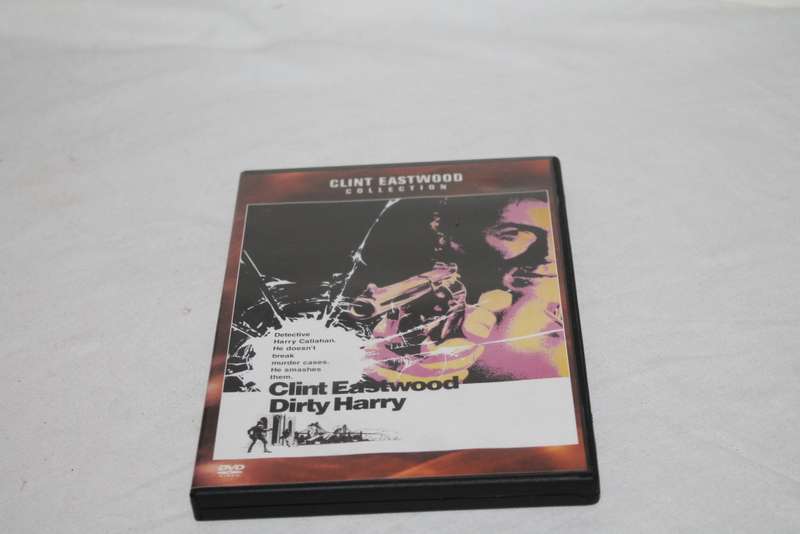 CLINT EASTWOOD
COLLECTION
Detective
Harry Callahan.
He doesn't
break
murder cases.
He smashes
them.
Clint Eastwood
Dirty Harry
DVD
VIDEO